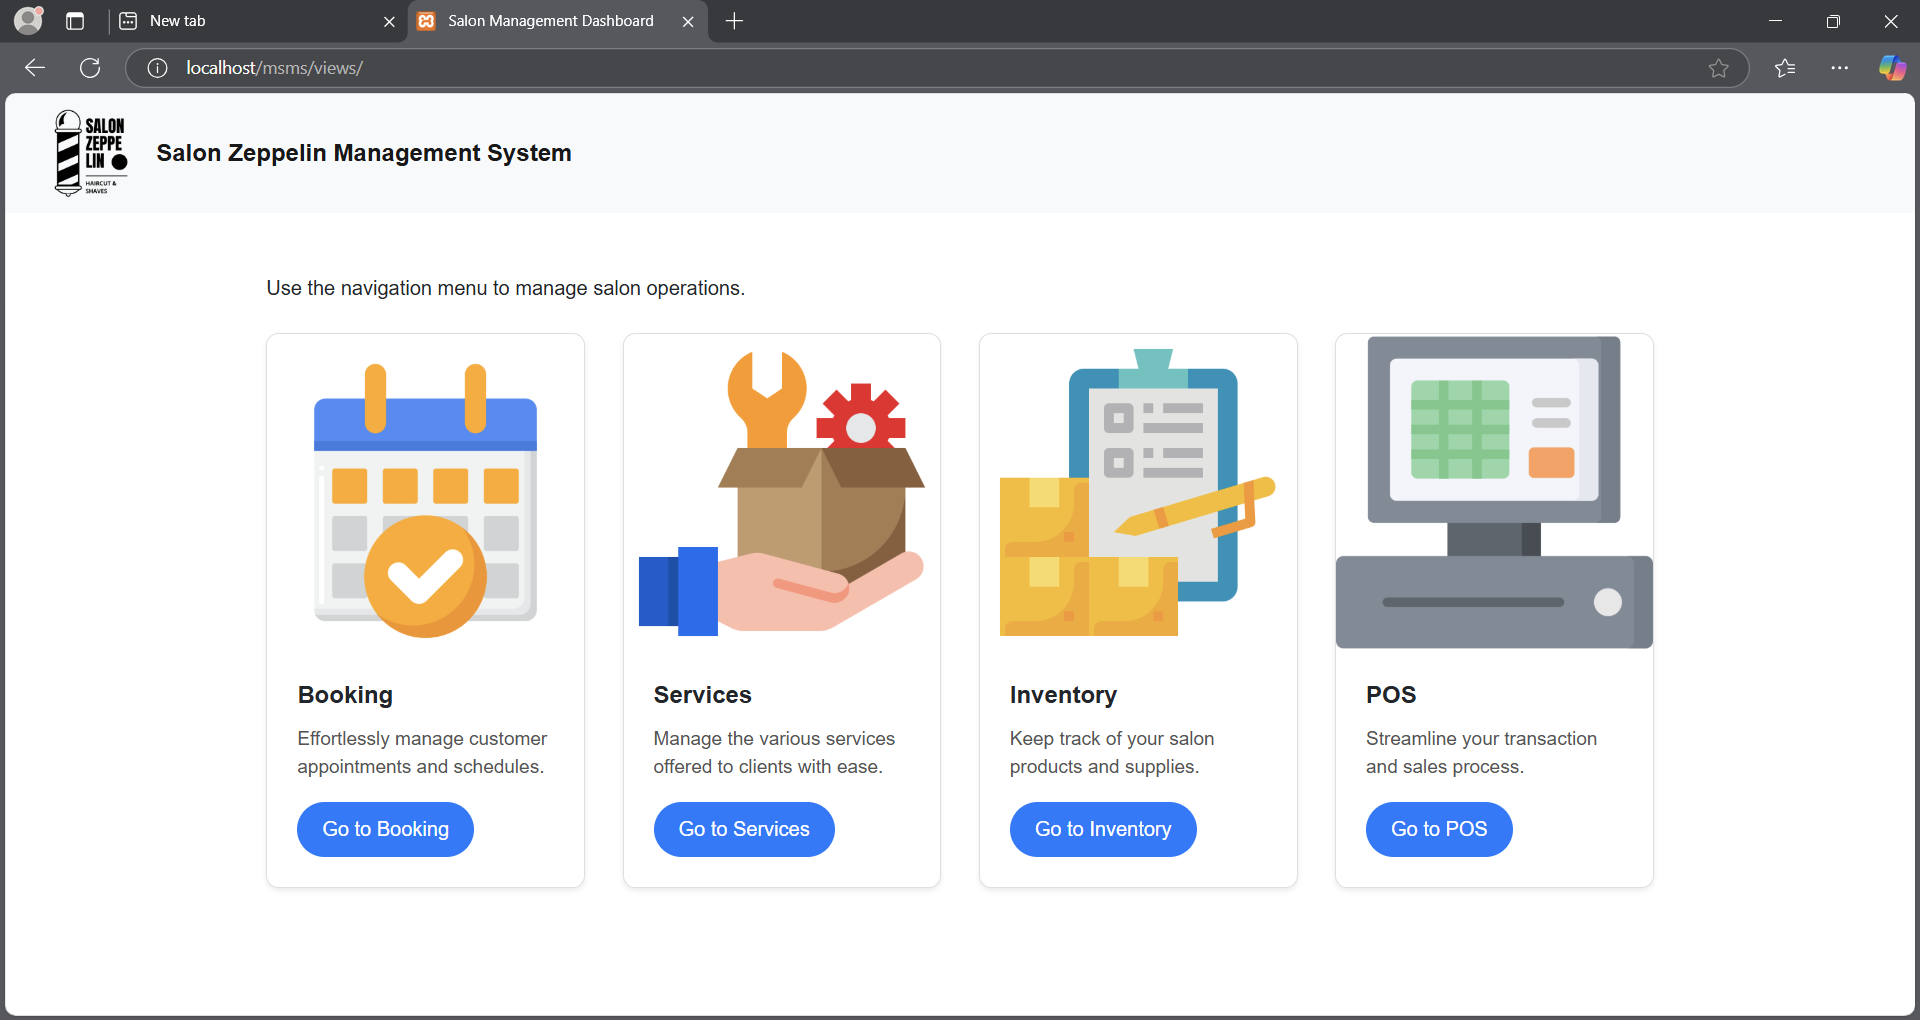 New tab
Salon Management Dashboard
localhost/msms/views/
SALON
ZEPPE
LIN
HAIRCUT &
SHAVES
Salon Zeppelin Management System
Use the navigation menu to manage salon operations.
Booking
Effortlessly manage customer
appointments and schedules.
Go to Booking
Services
Manage the various services
offered to clients with ease.
Go to Services
Inventory
Keep track of your salon
products and supplies.
Go to Inventory
POS
Streamline your transaction
and sales process.
Go to POS